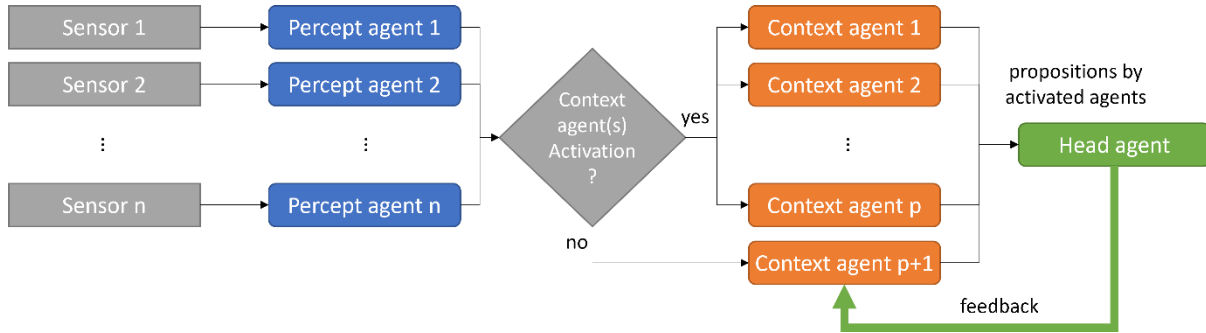 Sensor 1
Sensor 2
⋮
Sensor n
Percept agent 1
Percept agent 2
⋮
Percept agent n
Context
agent(s)
Activation
?
yes
no
Context agent 1
Context agent 2
⋮
Context agent p
Context agent p+1
propositions by
activated agents
Head agent
feedback